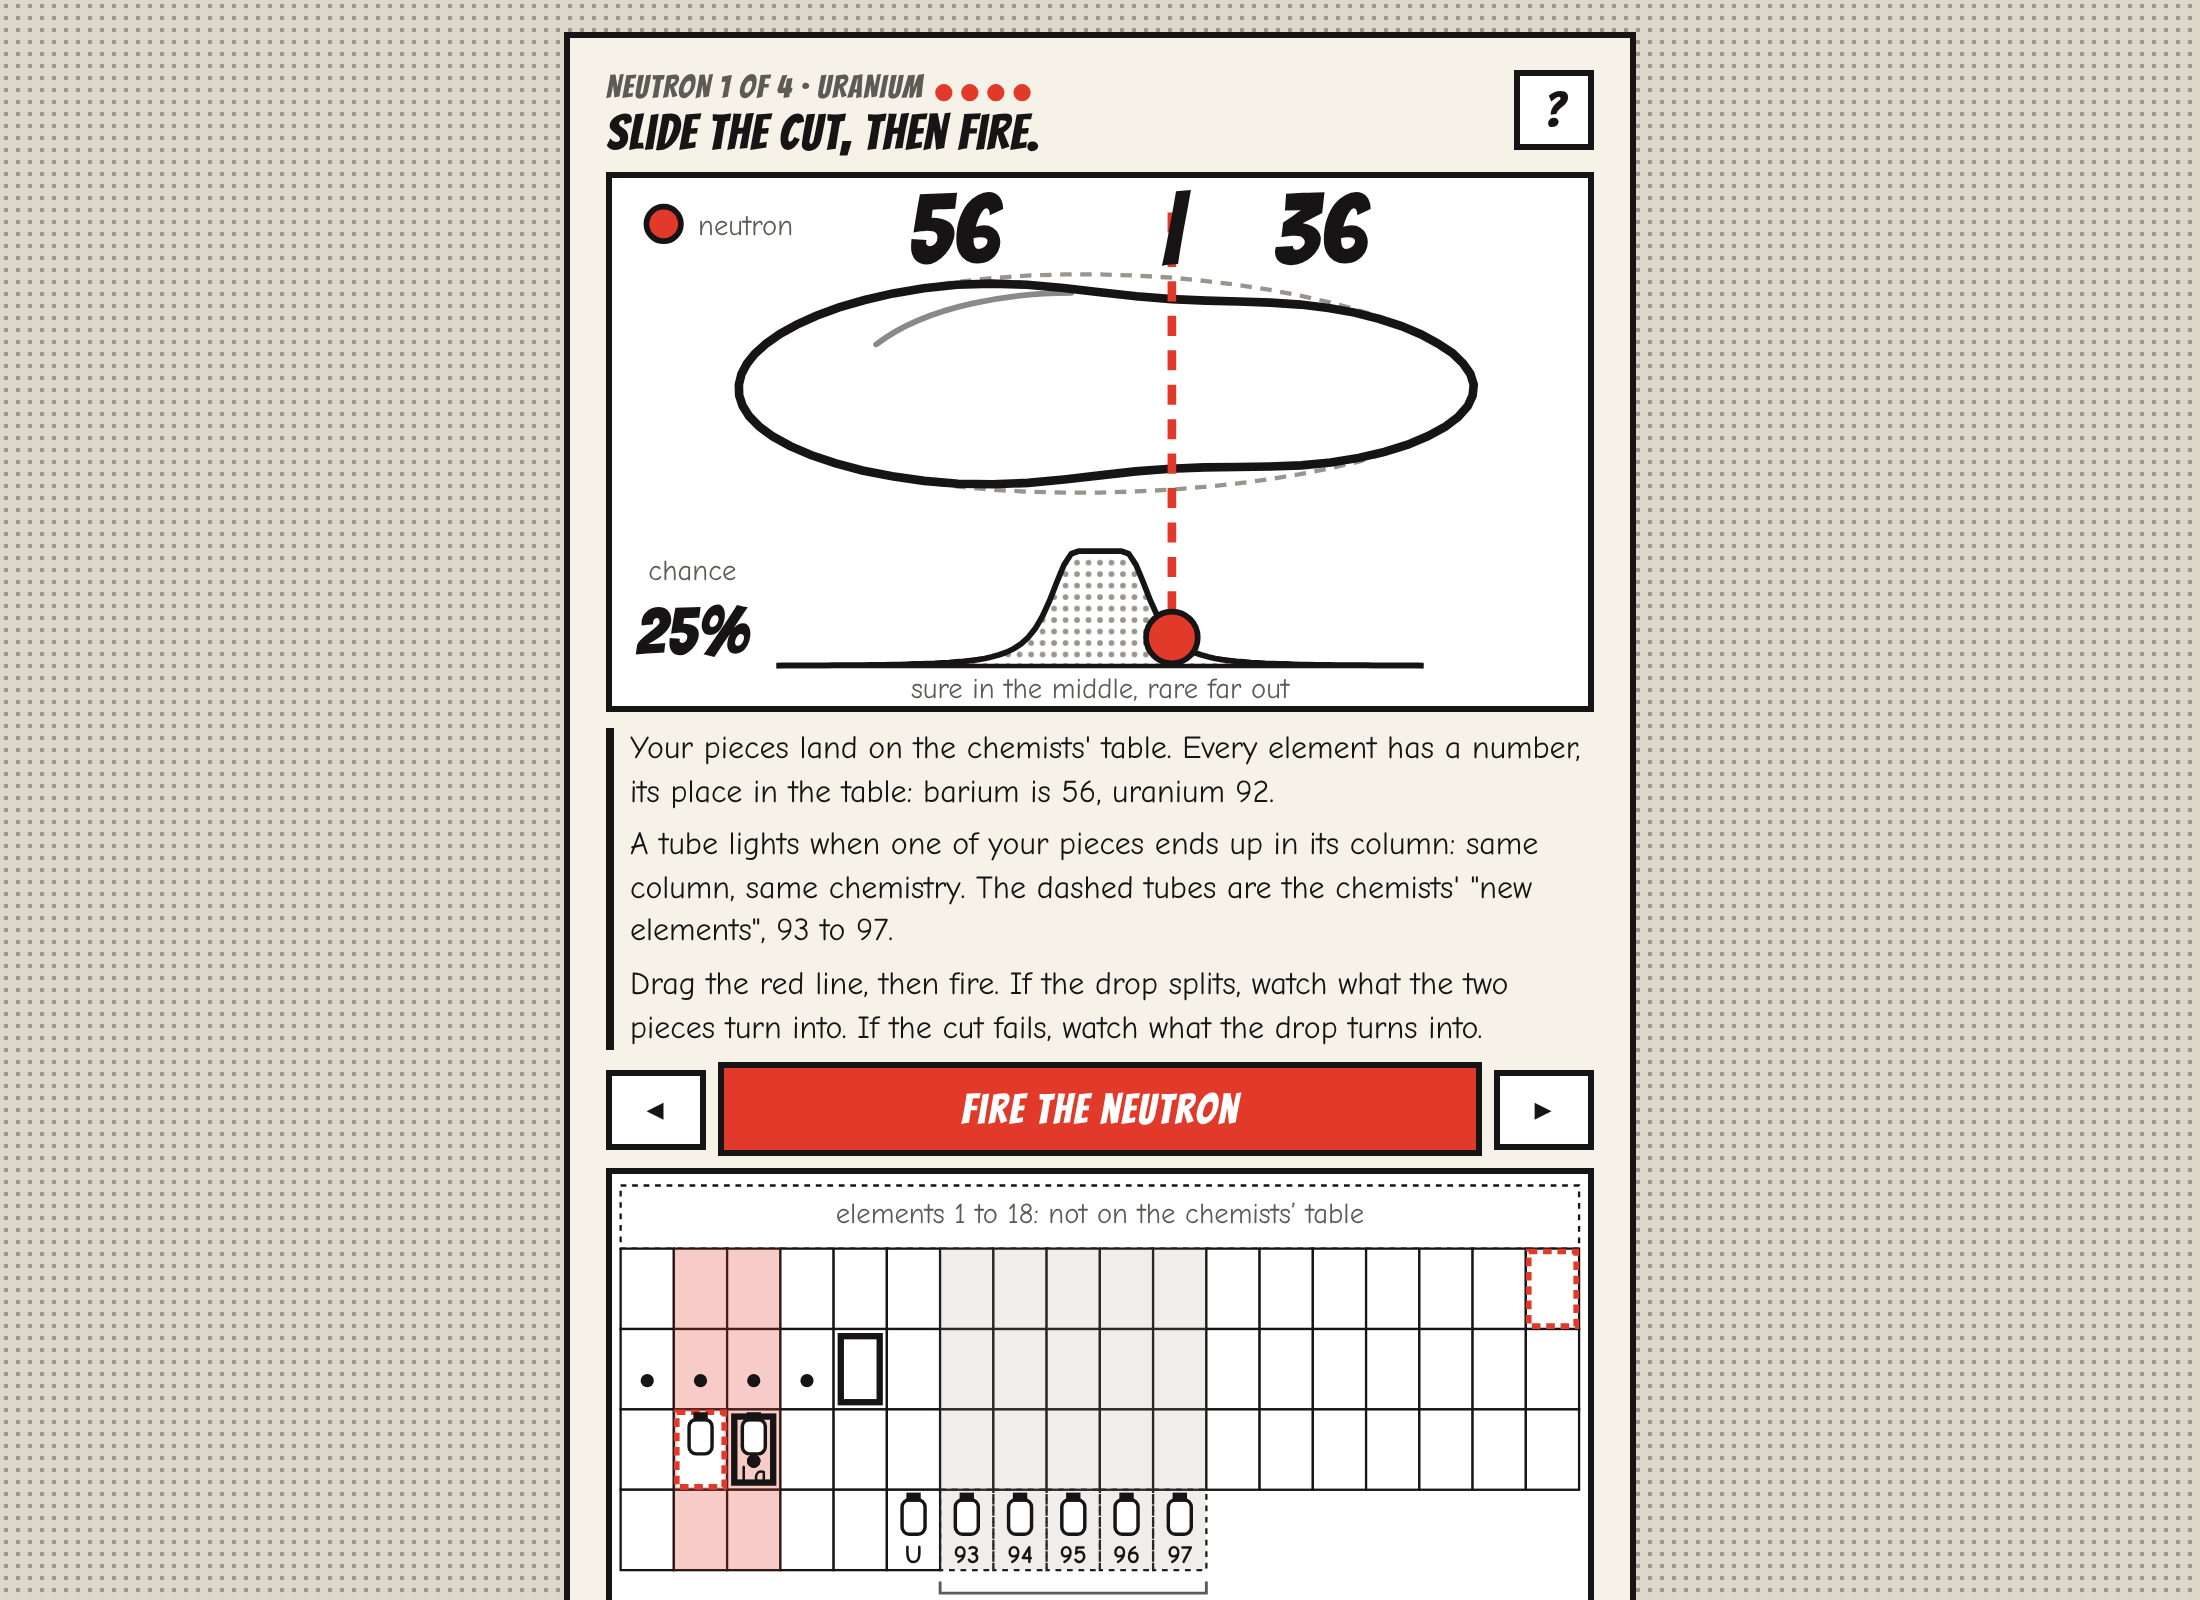 NEUTRON 1 OF 4 · URANIUM
SLIDE THE CUT, THEN FIRE.
?
56 / 36
neutron
chance
25%
sure in the middle, rare far out
Your pieces land on the chemists' table. Every element has a number,
its place in the table: barium is 56, uranium 92.
A tube lights when one of your pieces ends up in its column: same
column, same chemistry. The dashed tubes are the chemists' "new
elements", 93 to 97.
Drag the red line, then fire. If the drop splits, watch what the two
pieces turn into. If the cut fails, watch what the drop turns into.
◄ FIRE THE NEUTRON ►
elements 1 to 18: not on the chemists' table
La
U 93 94 95 96 97